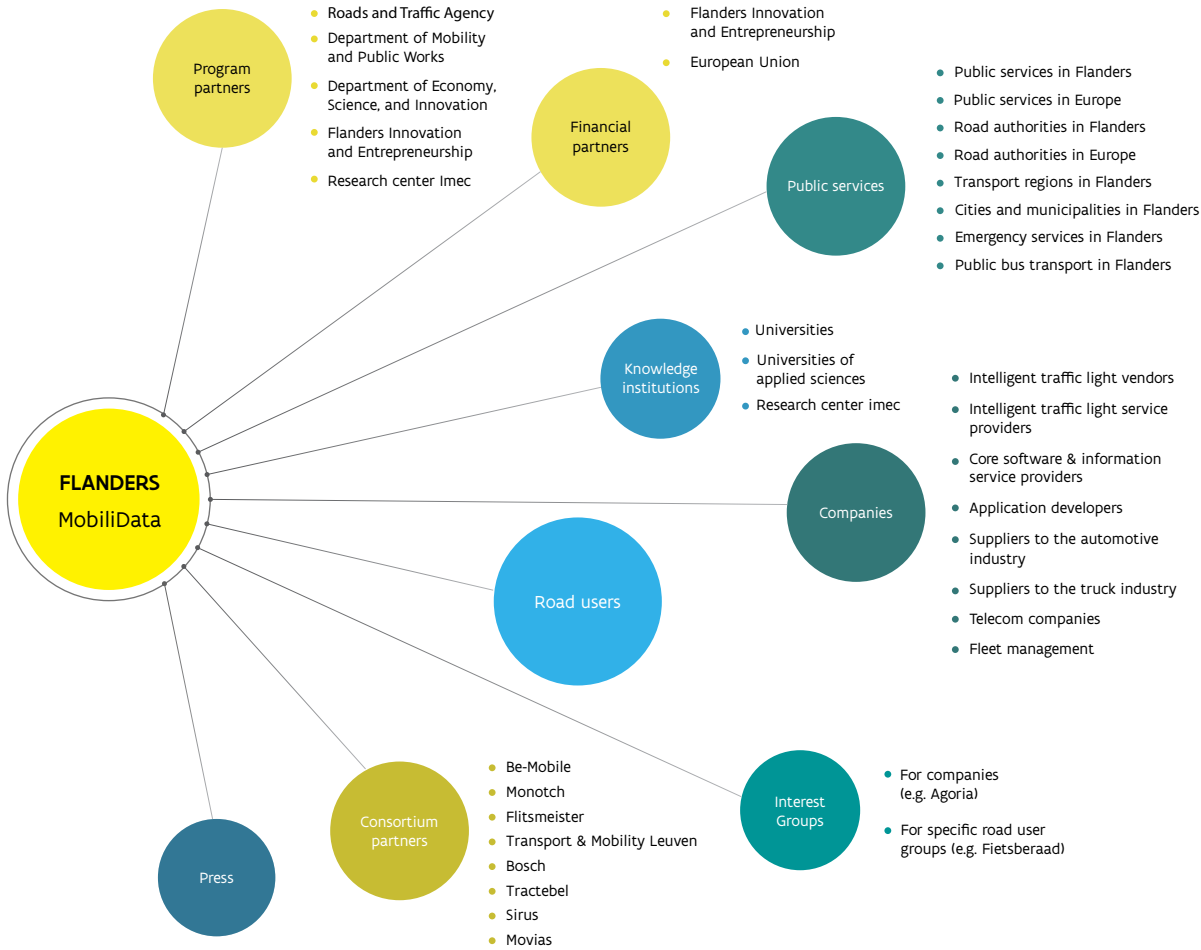 Program
partners
Roads and Traffic Agency
Department of Mobility
and Public Works
Department of Economy,
Science, and Innovation
Flanders Innovation
and Entrepreneurship
Research center Imec
Financial
partners
Flanders Innovation
and Entrepreneurship
European Union
Public services
Public services in Flanders
Public services in Europe
Road authorities in Flanders
Road authorities in Europe
Transport regions in Flanders
Cities and municipalities in Flanders
Emergency services in Flanders
Public bus transport in Flanders
Knowledge
institutions
Universities
Universities of
applied sciences
Research center imec
FLANDERS
MobiliData
Companies
Intelligent traffic light vendors
Intelligent traffic light service
providers
Core software & information
service providers
Application developers
Suppliers to the automotive
industry
Suppliers to the truck industry
Telecom companies
Fleet management
Road users
Interest
Groups
For companies
(e.g. Agoria)
For specific road user
groups (e.g. Fietsberaad)
Consortium
partners
Be-Mobile
Monotch
Flitsmeister
Transport & Mobility Leuven
Bosch
Tractebel
Sirus
Movias
Press